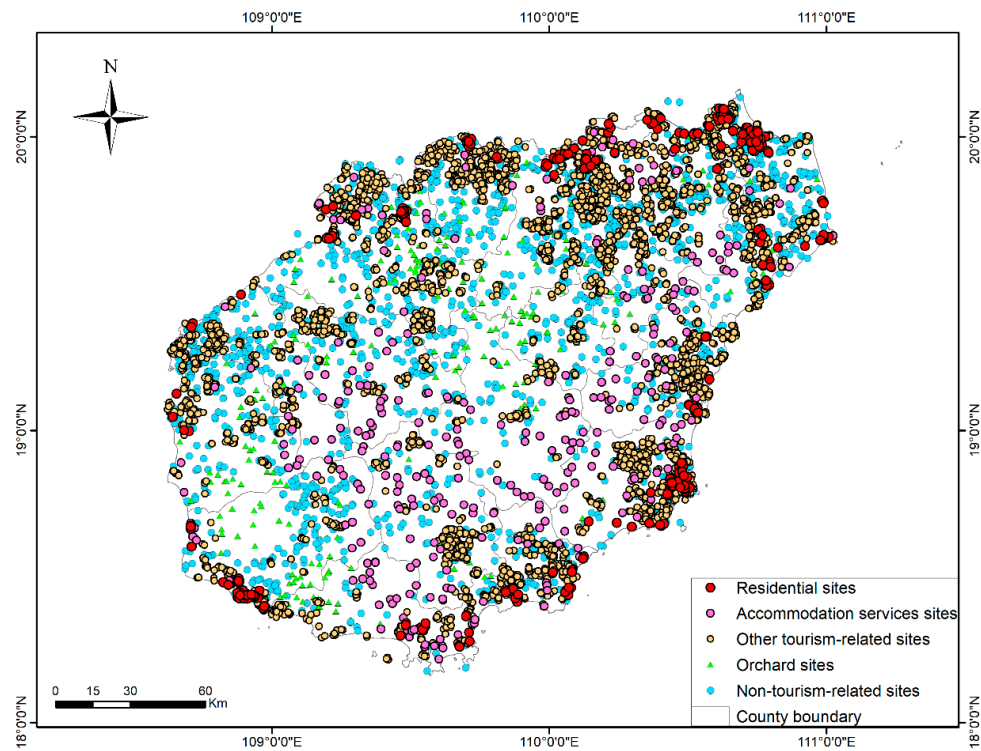 109°0'0"E 110°0'0"E 111°0'0"E
N
20°0'0"N 20°0'0"N
19°0'0"N 19°0'0"N
Residential sites
Accommodation services sites
Other tourism-related sites
Orchard sites
Non-tourism-related sites
County boundary
0 15 30 60
Km
18°0'0"N 18°0'0"N
109°0'0"E 110°0'0"E 111°0'0"E